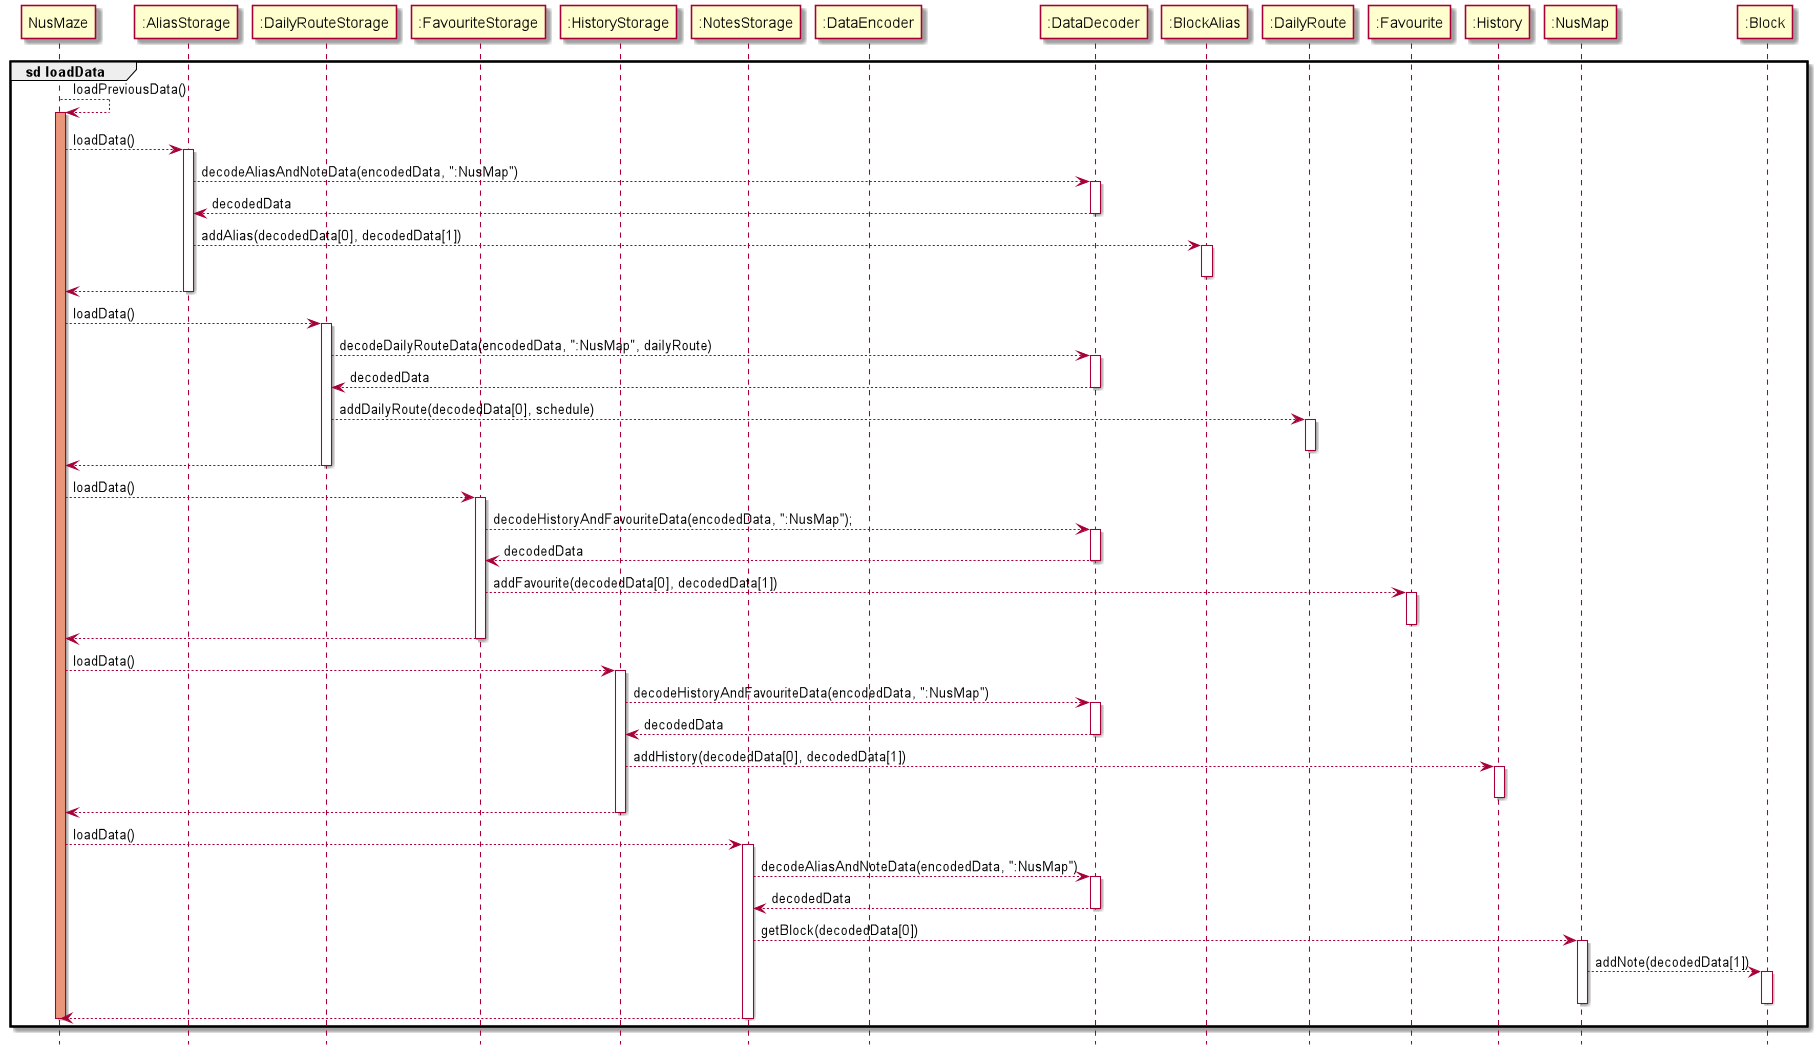 NusMaze
:AliasStorage
:DailyRouteStorage
:FavouriteStorage
:HistoryStorage
:NotesStorage
:DataEncoder
:DataDecoder
:BlockAlias
:DailyRoute
:Favourite
:History
:NusMap
:Block
sd loadData
loadPreviousData()
loadData()
decodeAliasAndNoteData(encodedData, ":NusMap")
decodedData
addAlias(decodedData[0], decodedData[1])
loadData()
decodeDailyRouteData(encodedData, ":NusMap", dailyRoute)
decodedData
addDailyRoute(decodedData[0], schedule)
loadData()
decodeHistoryAndFavouriteData(encodedData, ":NusMap");
decodedData
addFavourite(decodedData[0], decodedData[1])
loadData()
decodeHistoryAndFavouriteData(encodedData, ":NusMap")
decodedData
addHistory(decodedData[0], decodedData[1])
loadData()
decodeAliasAndNoteData(encodedData, ":NusMap")
decodedData
getBlock(decodedData[0])
addNote(decodedData[1])